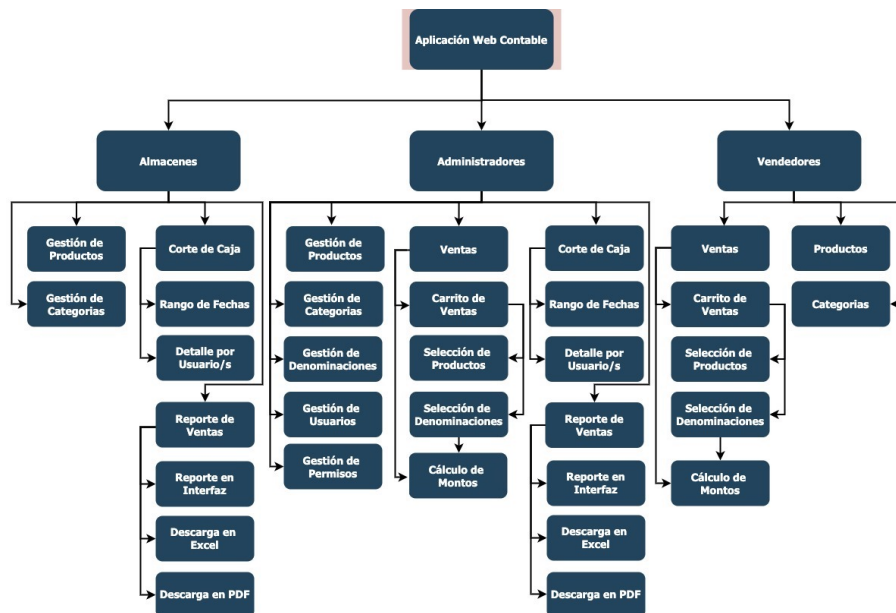 Aplicación Web Contable
Almacenes
Administradores
Vendedores
Gestión de
Productos
Gestión de
Categorias
Corte de Caja
Rango de Fechas
Detalle por
Usuario/s
Reporte de
Ventas
Reporte en
Interfaz
Descarga en
Excel
Descarga en PDF
Gestión de
Productos
Gestión de
Categorias
Gestión de
Denominaciones
Gestión de
Usuarios
Gestión de
Permisos
Ventas
Carrito de
Ventas
Selección de
Productos
Selección de
Denominaciones
Cálculo de
Montos
Corte de Caja
Rango de Fechas
Detalle por
Usuario/s
Reporte de
Ventas
Reporte en
Interfaz
Descarga en
Excel
Descarga en PDF
Ventas
Carrito de
Ventas
Selección de
Productos
Selección de
Denominaciones
Cálculo de
Montos
Productos
Categorias